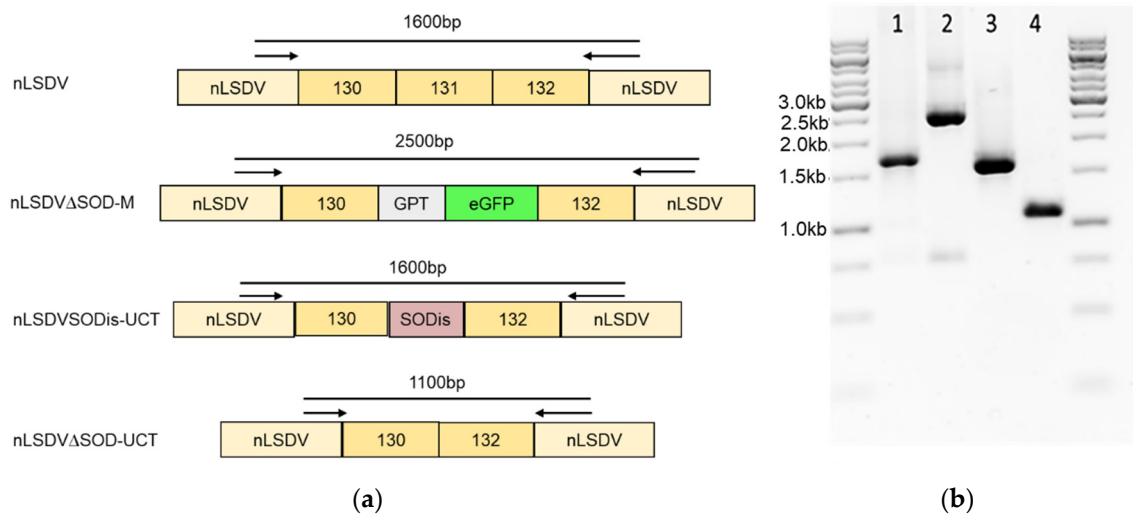 1600bp
nLSDV
nLSDV 130 131 132 nLSDV
2500bp
nLSDVΔSOD-M
nLSDV 130 GPT eGFP 132 nLSDV
1600bp
nLSDVSODis-UCT
nLSDV 130 SODis 132 nLSDV
1100bp
nLSDVΔSOD-UCT
nLSDV 130 132 nLSDV
(a)
1 2 3 4
3.0kb
2.5kb
2.0kb
1.5kb
1.0kb
(b)